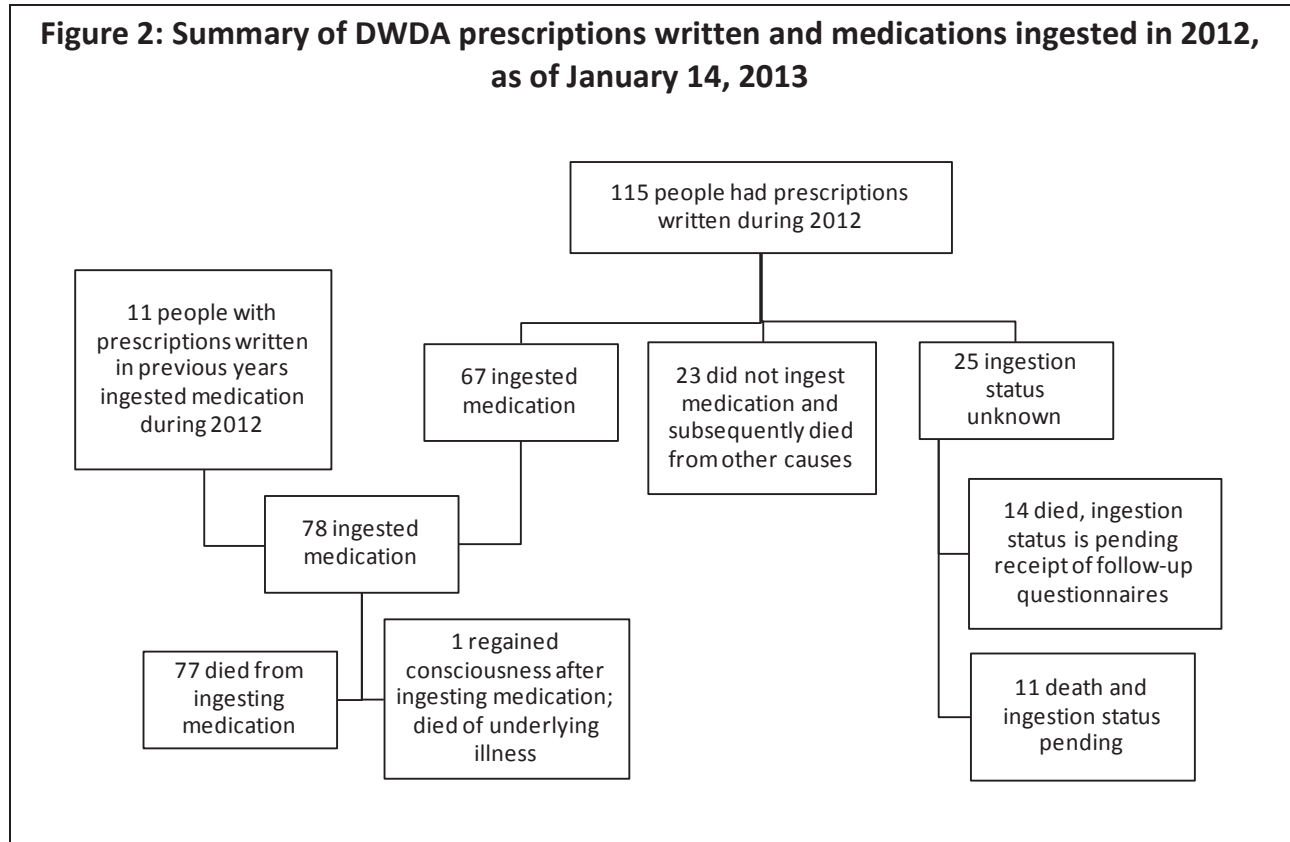 Figure 2: Summary of DWDA prescriptions written and medications ingested in 2012,
as of January 14, 2013
115 people had prescriptions
written during 2012
11 people with
prescriptions written
in previous years
ingested medication
during 2012
67 ingested
medication
23 did not ingest
medication and
subsequently died
from other causes
25 ingestion
status
unknown
78 ingested
medication
14 died, ingestion
status is pending
receipt of follow-up
questionnaires
77 died from
ingesting
medication
1 regained
consciousness after
ingesting medication;
died of underlying
illness
11 death and
ingestion status
pending